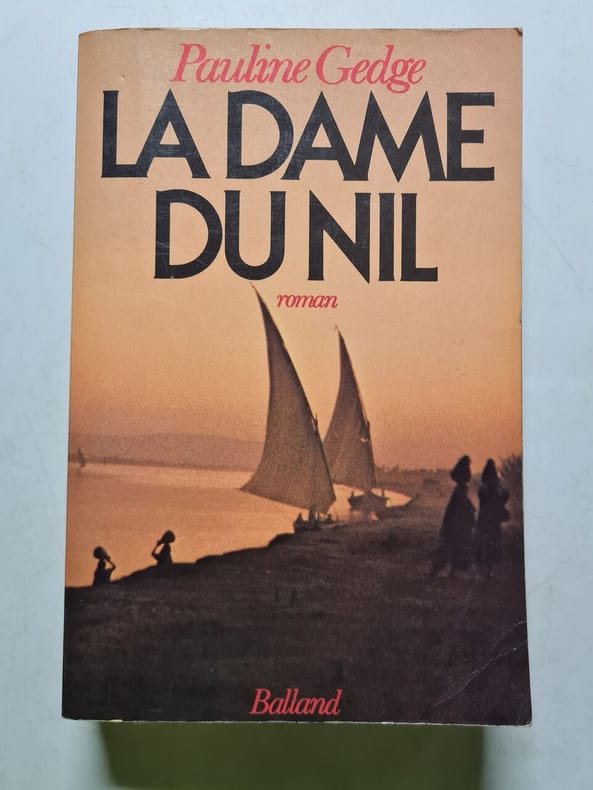 Pauline Gedge
LA DAME
DU NIL
roman
Balland